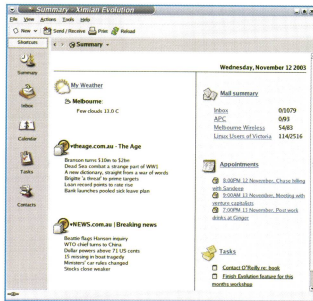 Summary - Ximian Evolution
File View Actions Tools Help
New Send / Receive Print Reload
Shortcuts
Summary
Summary
Inbox
Calendar
Tasks
Contacts
Wednesday, November 12 2003
My Weather
Melbourne
Few clouds 13.0 C
theage.com.au - The Age
Branson turns $10m to $2bn
Dead Sea combat a strange part of WW1
A new dictionary, straight from a war of words
Brigitte 'a threat' to prime targets
Loan record points to rate rise
Bank launches pooled sick leave plan
NEWS.com.au | Breaking news
Beattie flags Hansen inquiry
WTO chief turns to China
Dollar powers above 71 US cents
15 missing in boat tragedy
Ministers' car rules changed
Stocks close weaker
Mail summary
Inbox 0/1079
APC 0/93
Melbourne Wireless 54/83
Linux Users of Victoria 114/2516
Appointments
8:00PM 12 November, Chase billing
with Sandeep
9:00AM 13 November, Meeting with
venture capitalists
7:00PM 13 November, Post work
drinks at Ginger
Tasks
Contact O'Reilly re: book
Finish Evolution feature for this
months workshop